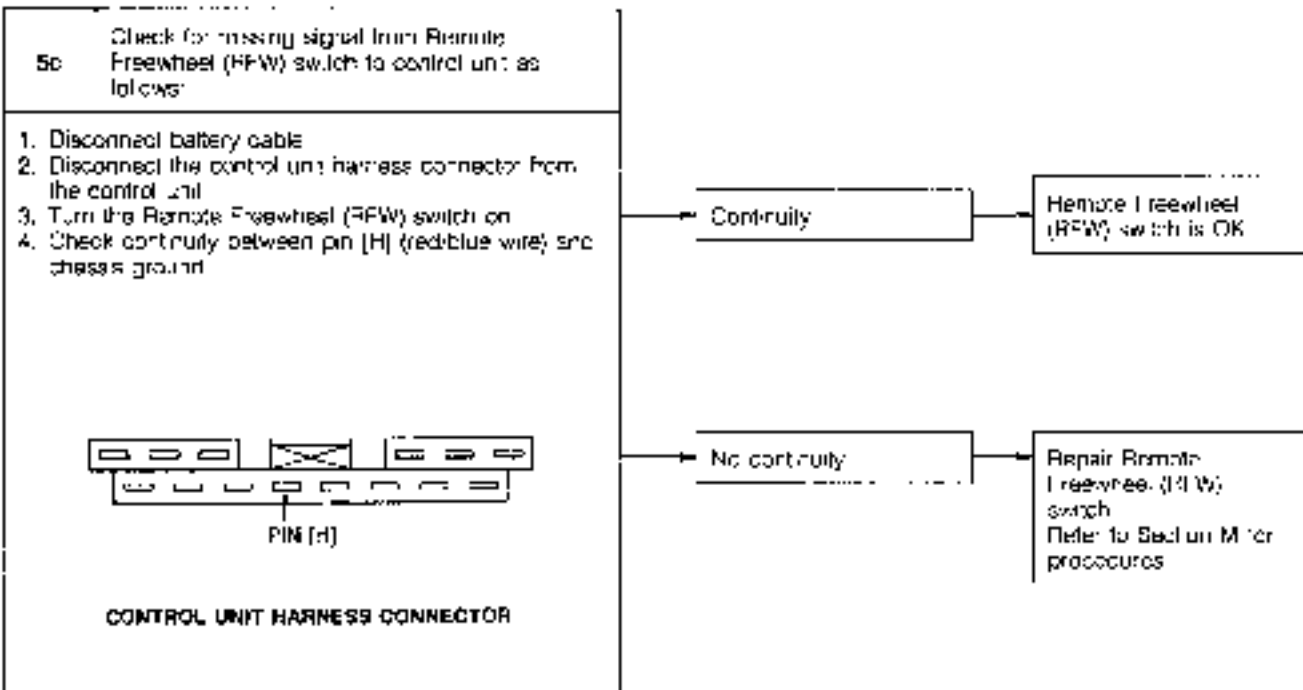 5c
Check for missing signal from Remote
Freewheel (RFW) switch to control unit as
follows:
1. Disconnect battery cable
2. Disconnect the control unit harness connector from
the control unit
3. Turn the Remote Freewheel (RFW) switch on
4. Check continuity between pin [H] (red/blue wire) and
chassis ground
PIN [H]
CONTROL UNIT HARNESS CONNECTOR
Continuity
Remote Freewheel
(RFW) switch is OK
No continuity
Repair Remote
Freewheel (RFW)
switch
Refer to Section M for
procedures